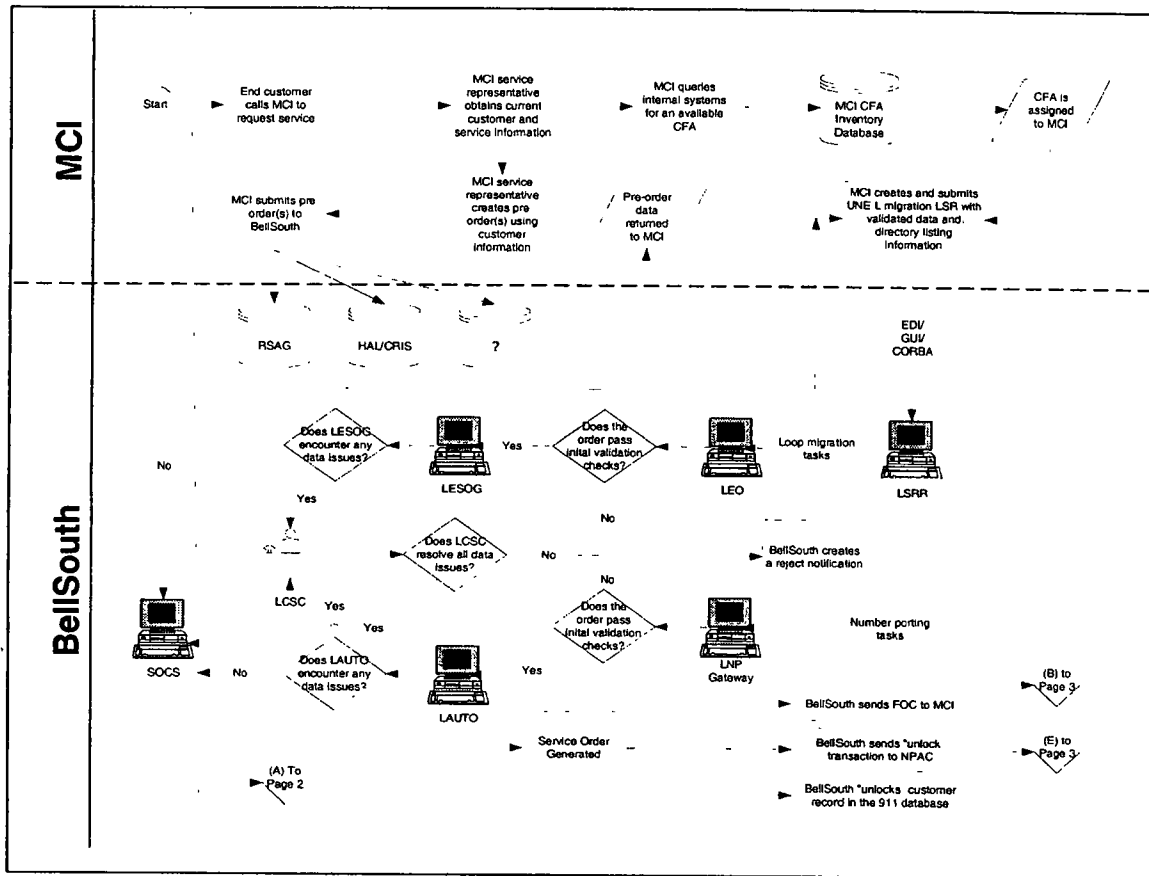 MCI
Start
End customer
calls MCI to
request service
MCI service
representative
obtains current
customer and
service information
MCI queries
internal systems
for an available
CFA
MCI CFA
Inventory
Database
CFA is
assigned
to MCI
MCI submits pre
order(s) to
BellSouth
MCI service
representative
creates pre
order(s) using
customer
information
Pre-order
data
returned
to MCI
MCI creates and submits
UNE L migration LSR with
validated data and.
directory listing
information
BellSouth
RSAG
HAL/CRIS
?
EDI/
GUI/
CORBA
Does LESOG
encounter any
data issues?
LESOG
Yes
Does the
order pass
inital validation
checks?
LEO
Loop migration
tasks
LSRR
No
Yes
No
LCSC
Does LCSC
resolve all data
issues?
No
BellSouth creates
a reject notification
No
Yes
Yes
SOCS
No
Does LAUTO
encounter any
data issues?
LAUTO
Yes
Does the
order pass
inital validation
checks?
LNP
Gateway
Number porting
tasks
BellSouth sends FOC to MCI
(B) to
Page 3
Service Order
Generated
BellSouth sends "unlock
transaction to NPAC
(E) to
Page 3
(A) To
Page 2
BellSouth "unlocks customer
record in the 911 database